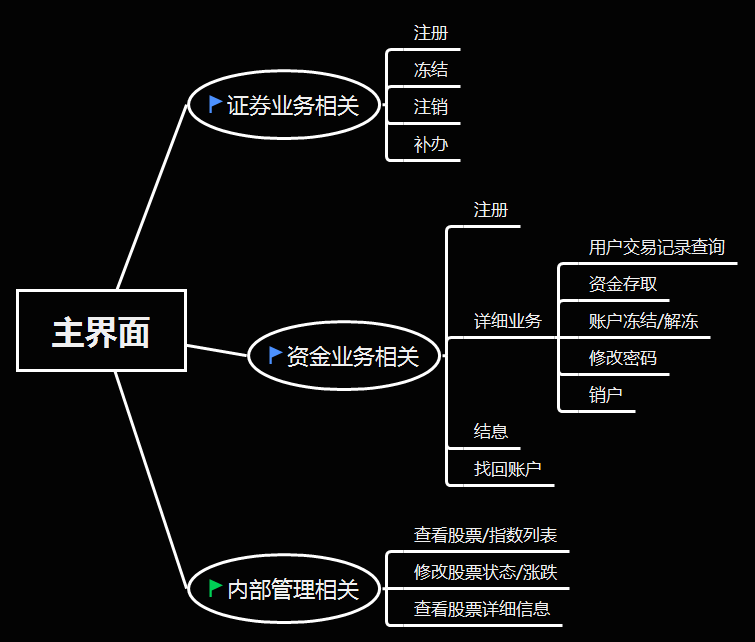 主界面
证券业务相关
注册
冻结
注销
补办
资金业务相关
注册
详细业务
用户交易记录查询
资金存取
账户冻结/解冻
修改密码
销户
结息
找回账户
内部管理相关
查看股票/指数列表
修改股票状态/涨跌
查看股票详细信息